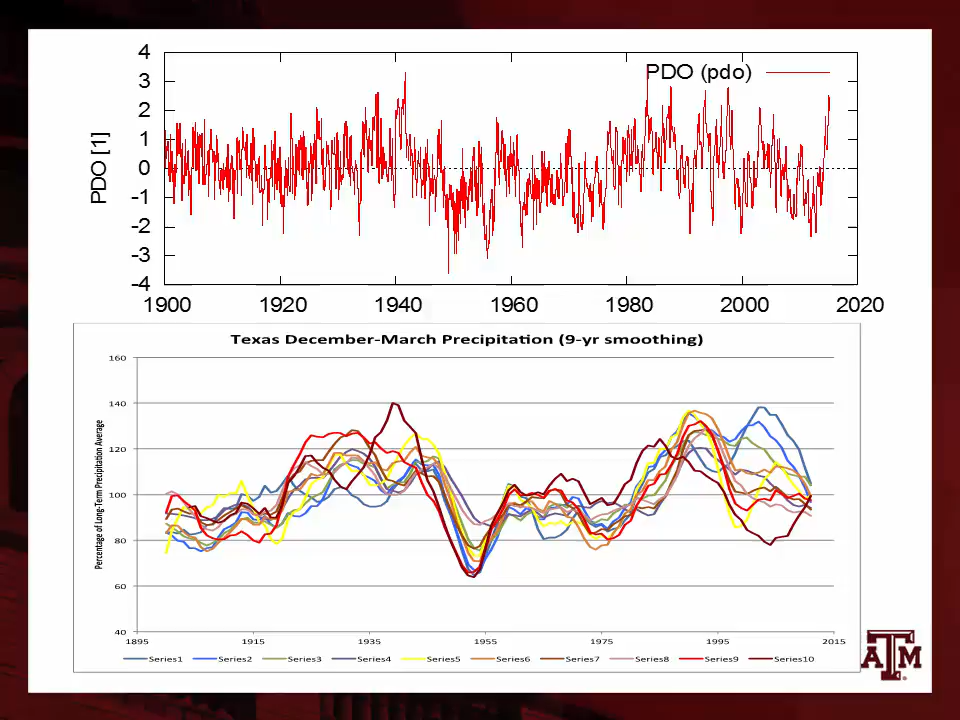 4
3
2
1
0
-1
-2
-3
-4
PDO [1]
PDO (pdo)
1900 1920 1940 1960 1980 2000 2020
Texas December-March Precipitation (9-yr smoothing)
160
140
120
100
80
60
40
Percentage of Long-Term Precipitation Average
1895 1915 1935 1955 1975 1995 2015
Series1 Series2 Series3 Series4 Series5 Series6 Series7 Series8 Series9 Series10
ATM